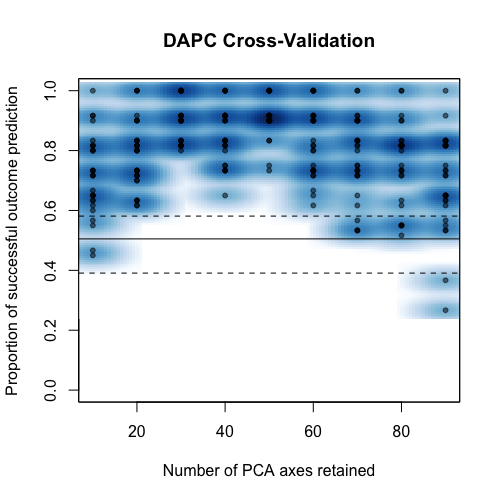 DAPC Cross-Validation
Proportion of successful outcome prediction
1.0
0.8
0.6
0.4
0.2
0.0
20 40 60 80
Number of PCA axes retained